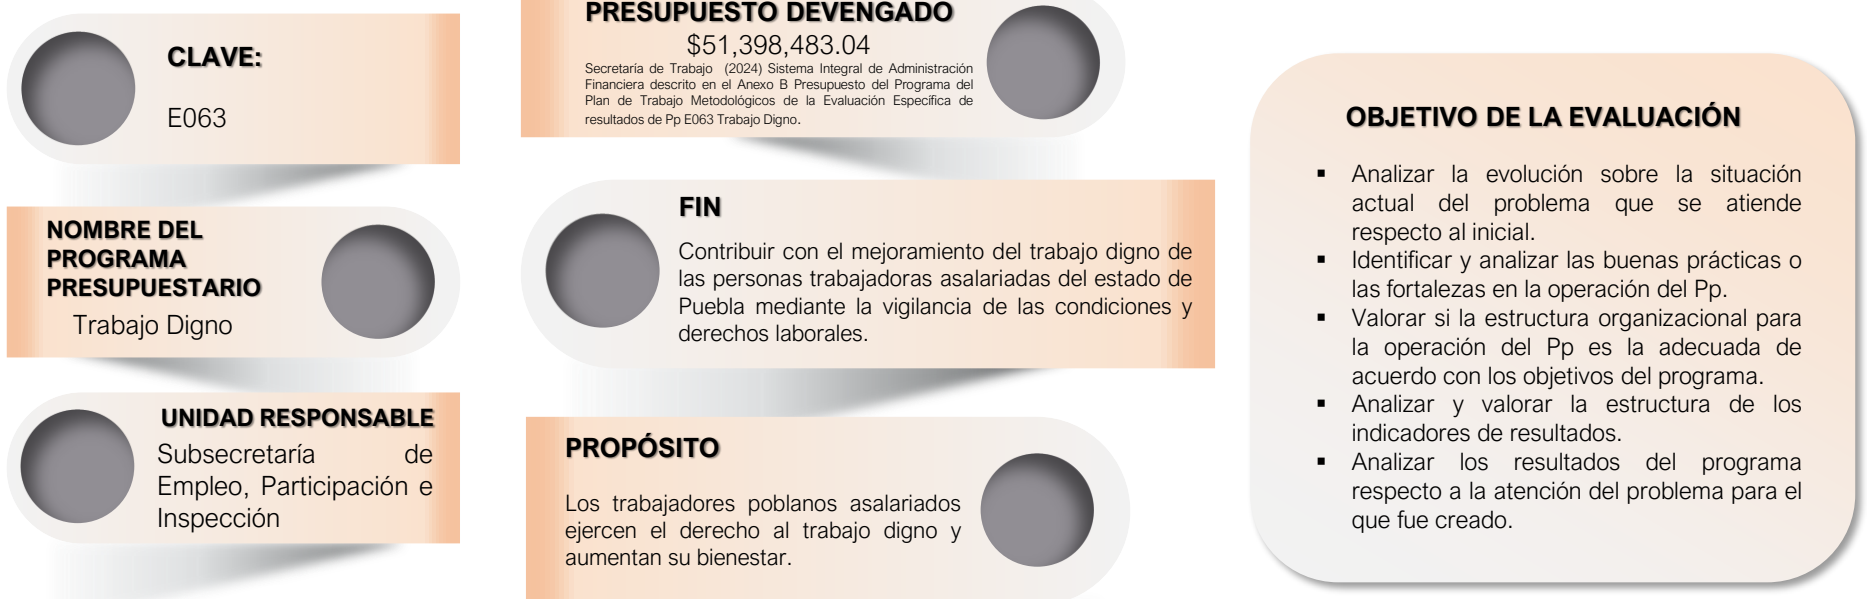 CLAVE:
E063
NOMBRE DEL
PROGRAMA
PRESUPUESTARIO
Trabajo Digno
UNIDAD RESPONSABLE
Subsecretaría de
Empleo, Participación e
Inspección
PRESUPUESTO DEVENGADO
$51,398,483.04
Secretaría de Trabajo (2024) Sistema Integral de Administración
Financiera descrito en el Anexo B Presupuesto del Programa del
Plan de Trabajo Metodológicos de la Evaluación Específica de
resultados de Pp E063 Trabajo Digno.
FIN
Contribuir con el mejoramiento del trabajo digno de
las personas trabajadoras asalariadas del estado de
Puebla mediante la vigilancia de las condiciones y
derechos laborales.
PROPÓSITO
Los trabajadores poblanos asalariados
ejercen el derecho al trabajo digno y
aumentan su bienestar.
OBJETIVO DE LA EVALUACIÓN
▪ Analizar la evolución sobre la situación
actual del problema que se atiende
respecto al inicial.
▪ Identificar y analizar las buenas prácticas o
las fortalezas en la operación del Pp.
▪ Valorar si la estructura organizacional para
la operación del Pp es la adecuada de
acuerdo con los objetivos del programa.
▪ Analizar y valorar la estructura de los
indicadores de resultados.
▪ Analizar los resultados del programa
respecto a la atención del problema para el
que fue creado.